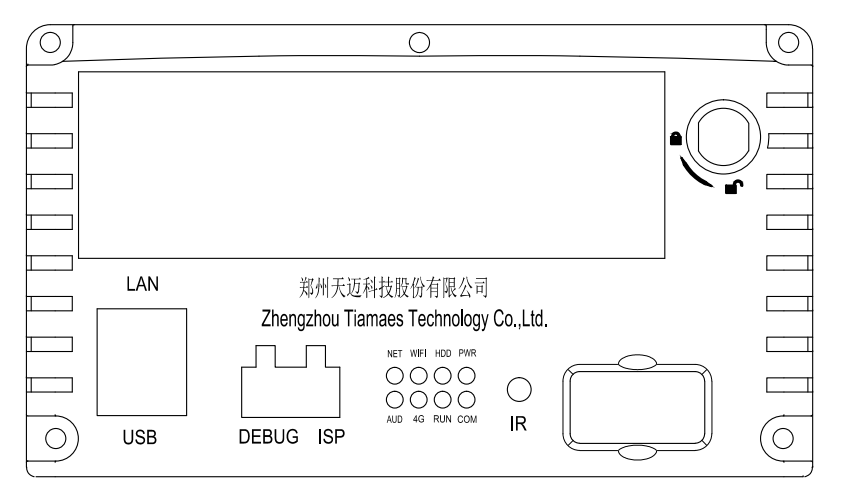 LAN
郑州天迈科技股份有限公司
Zhengzhou Tiamaes Technology Co.,Ltd.
NET WIFI HDD PWR
AUD 4G RUN COM
USB
DEBUG ISP
IR